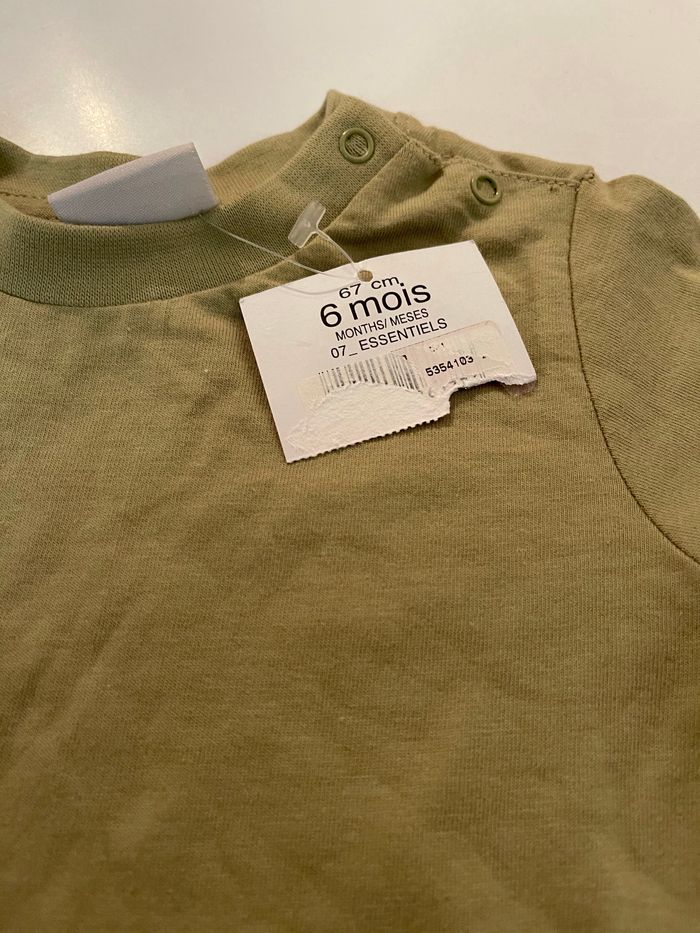 67 cm
6 mois
MONTHS/ MESES
07_ ESSENTIELS
5354103